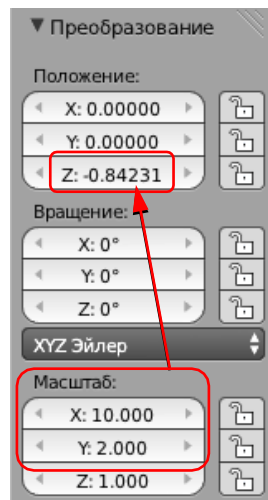 Преобразование
Положение:
X: 0.00000
Y: 0.00000
Z: -0.84231
Вращение:
X: 0°
Y: 0°
Z: 0°
XYZ Эйлер
Масштаб:
X: 10.000
Y: 2.000
Z: 1.000